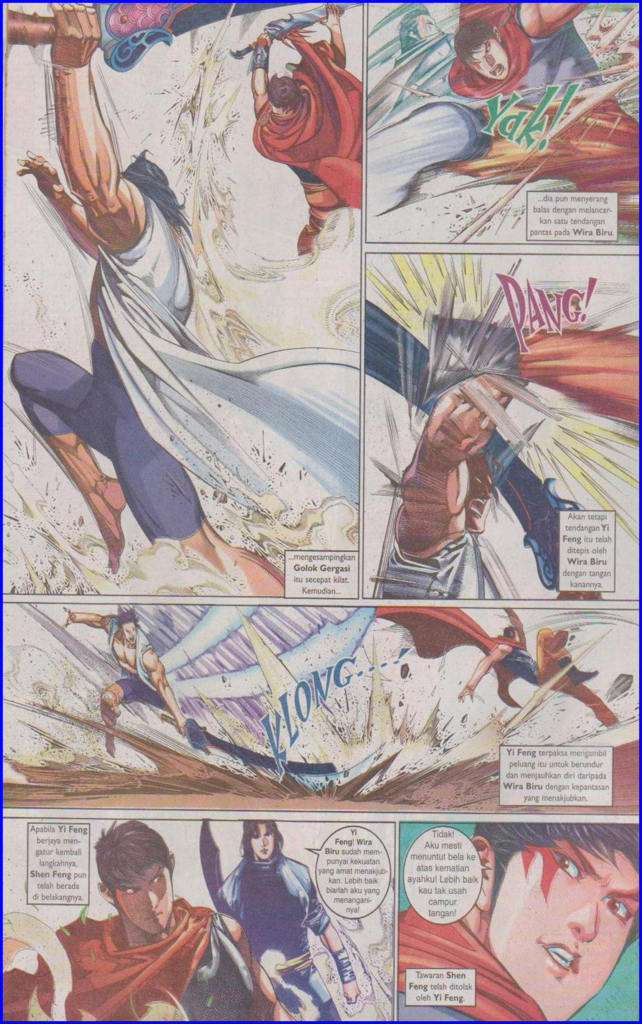 ...mengesampingkan
Golok Gergasi
itu secepat kilat.
Kemudian...
Yak!
...dia pun menyerang
balas dengan melancar-
kan satu tendangan
pantas pada Wira Biru.
PANG!
Akan tetapi
tendangan Yi
Feng itu telah
ditepis oleh
Wira Biru
dengan tangan
kanannya.
VLONG....
Yi Feng terpaksa mengambil
peluang itu untuk berundur
dan menjauhkan diri daripada
Wira Biru dengan kepantasan
yang menakjubkan.
Apabila Yi Feng
berjaya men-
gatur kembali
langkahnya,
Shen Feng pun
telah berada
di belakangnya.
Yi
Feng! Wira
Biru sudah mem-
punyai kekuatan
yang amat menakjub-
kan. Lebih baik
biarlah aku yang
menangani-
nya!
Tidak!
Aku mesti
menuntut bela ke
atas kematian
ayahku! Lebih baik
kau tak usah
campur
tangan!
Tawaran Shen
Feng telah ditolak
oleh Yi Feng.